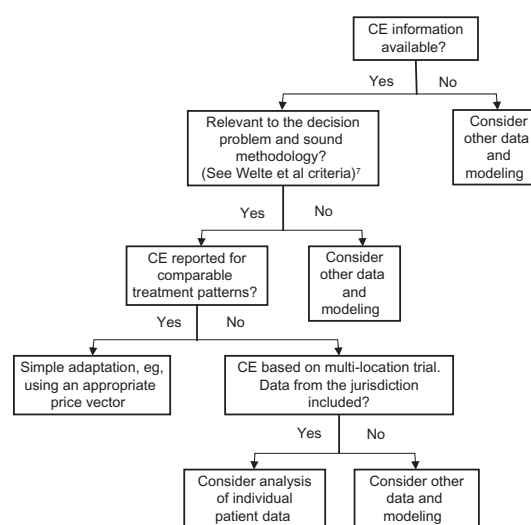 CE information
available?
Yes
No
Relevant to the decision
problem and sound
methodology?
(See Welte et al criteria)⁷
Consider
other data
and
modeling
Yes
No
CE reported for
comparable
treatment patterns?
Consider
other data
and
modeling
Yes
No
Simple adaptation, eg,
using an appropriate
price vector
CE based on multi-location trial.
Data from the jurisdiction
included?
Yes
No
Consider analysis
of individual
patient data
Consider other
data and
modeling